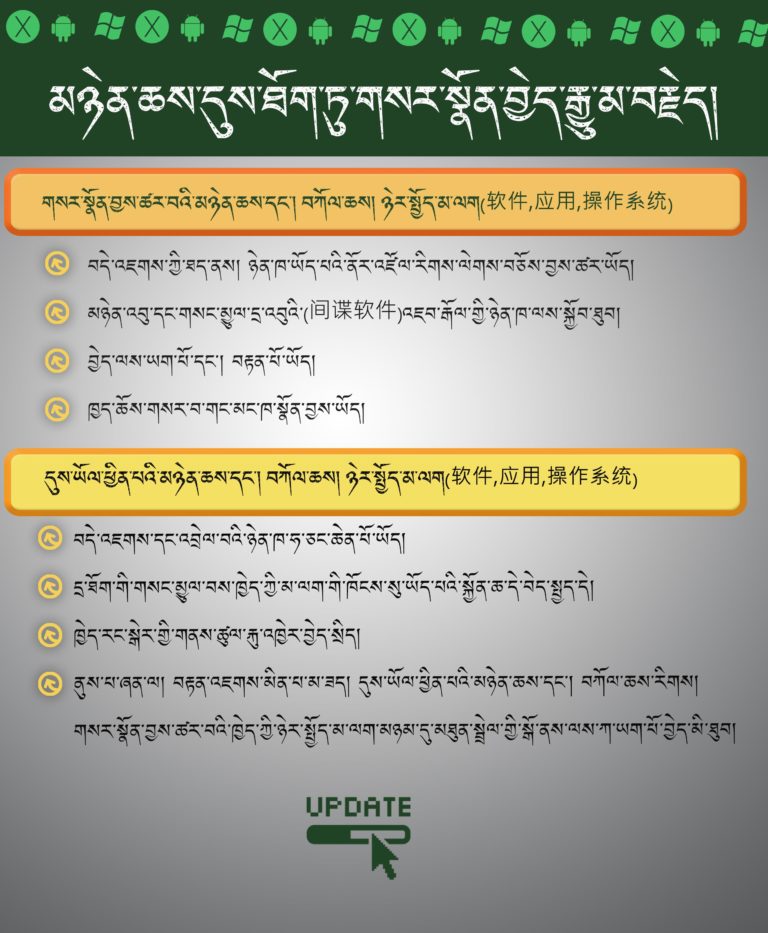 མཉེན་ཆས་དུས་ཐོག་ཏུ་གསར་སྣོན་བྱེད་རྒྱུ་མ་བརྗེད།
གསར་སྣོན་བྱས་ཚར་བའི་མཉེན་ཆས་དང་། བཀོལ་ཆས། ཉེར་སྤྱོད་མ་ལག(软件,应用,操作系统)
བདེ་འཇགས་ཀྱི་ཐད་ནས། ཉེན་ཁ་ཡོད་པའི་ནོར་འཛོལ་རིགས་ལེགས་བཅོས་བྱས་ཚར་ཡོད།
མཉེན་འབུ་དང་གསང་མྱུལ་དྲ་འབུའི་(间谍软件)འཇབ་རྒོལ་གྱི་ཉེན་ཁ་ལས་སྐྱོབ་ཐུབ།
བྱེད་ལས་ཡག་པོ་དང་། བརྟན་པོ་ཡོད།
ཁྱད་ཆོས་གསར་བ་གང་མང་ཁ་སྣོན་བྱས་ཡོད།
དུས་ཡོལ་ཕྱིན་པའི་མཉེན་ཆས་དང་། བཀོལ་ཆས། ཉེར་སྤྱོད་མ་ལག(软件,应用,操作系统)
བདེ་འཇགས་དང་འབྲེལ་བའི་ཉེན་ཁ་ཧ་ཅང་ཆེན་པོ་ཡོད།
དྲ་ཐོག་གི་གསང་མྱུལ་བས་ཁྱེད་ཀྱི་མ་ལག་གི་ཁོངས་སུ་ཡོད་པའི་སྐྱོན་ཆ་དེ་བེད་སྤྱད་དེ།
ཁྱེད་རང་སྒེར་གྱི་གནས་ཚུལ་རྐུ་འཁྱེར་བྱེད་སྲིད།
ནུས་པ་ཞན་ལ། བརྟན་འཇགས་མིན་པ་མ་ཟད། དུས་ཡོལ་ཕྱིན་པའི་མཉེན་ཆས་དང་། བཀོལ་ཆས་རིགས།
གསར་སྣོན་བྱས་ཚར་བའི་ཁྱེད་ཀྱི་ཉེར་སྤྱོད་མ་ལག་མཉམ་དུ་མཐུན་སྦྲེལ་གྱི་སྒོ་ནས་ལས་ཀ་ཡག་པོ་བྱེད་མི་ཐུབ།
UPDATE